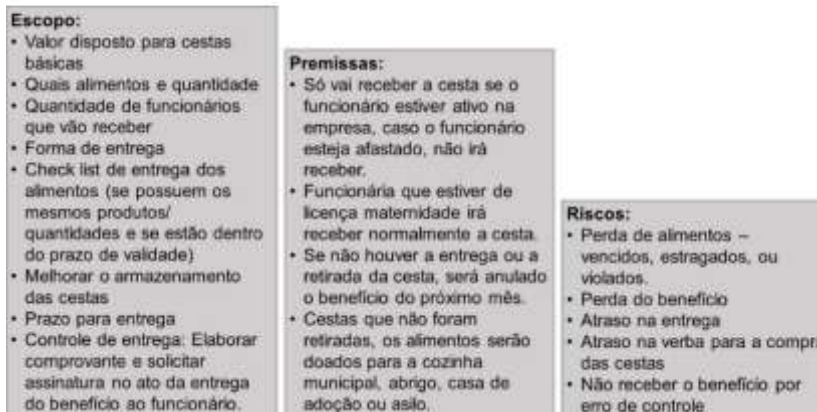 Escopo:
• Valor disposto para cestas
básicas
• Quais alimentos e quantidade
• Quantidade de funcionários
que vão receber
• Forma de entrega
• Check list de entrega dos
alimentos (se possuem os
mesmos produtos/
quantidades e se estão dentro
do prazo de validade)
• Melhorar o armazenamento
das cestas
• Prazo para entrega
• Controle de entrega: Elaborar
comprovante e solicitar
assinatura no ato da entrega
do benefício ao funcionário.
Premissas:
• Só vai receber a cesta se o
funcionário estiver ativo na
empresa, caso o funcionário
esteja afastado, não irá
receber.
• Funcionária que estiver de
licença maternidade irá
receber normalmente a cesta.
• Se não houver a entrega ou a
retirada da cesta, será anulado
o benefício do próximo mês.
• Cestas que não foram
retiradas, os alimentos serão
doados para a cozinha
municipal, abrigo, casa de
adoção ou asilo.
Riscos:
• Perda de alimentos –
vencidos, estragados, ou
violados.
• Perda do benefício
• Atraso na entrega
• Atraso na verba para a compr
das cestas
• Não receber o benefício por
erro de controle